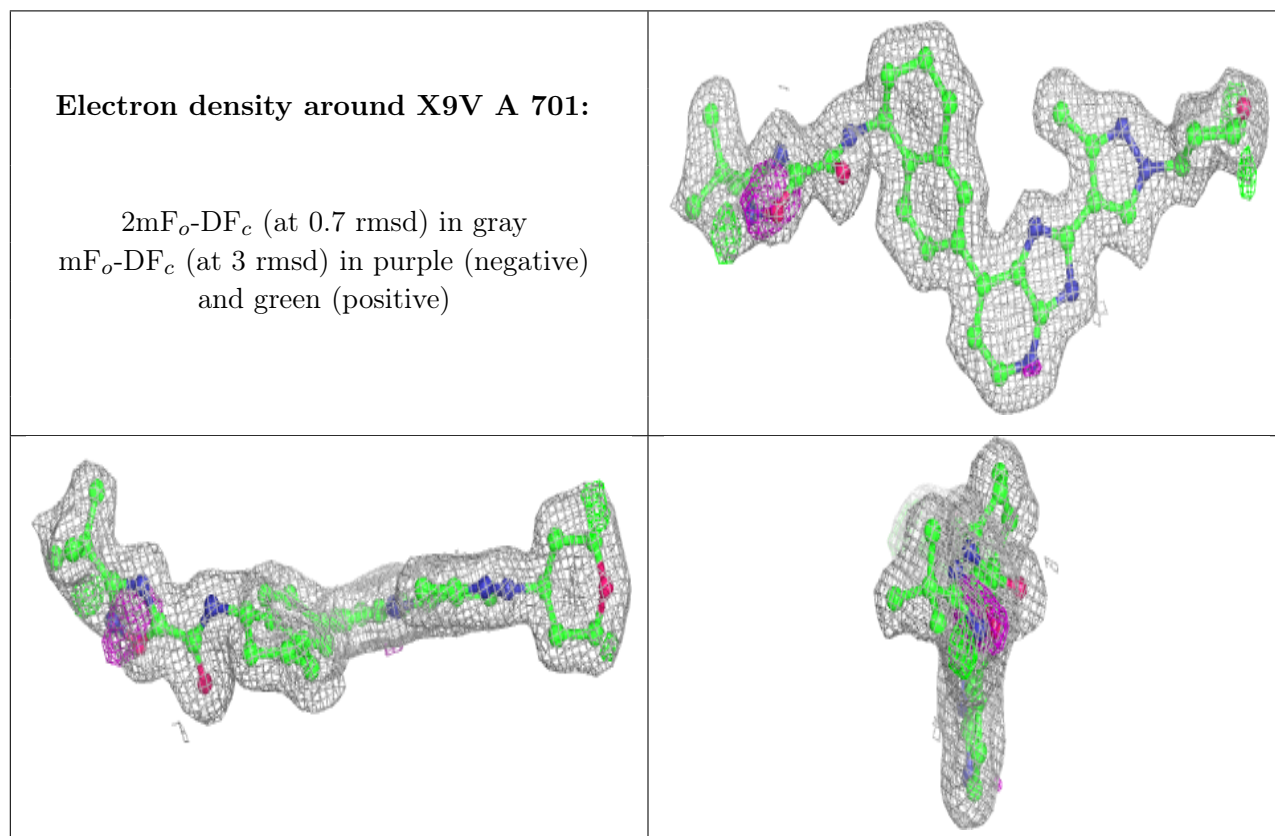 Electron density around X9V A 701:
2mFo-DFc (at 0.7 rmsd) in gray
mFo-DFc (at 3 rmsd) in purple (negative)
and green (positive)